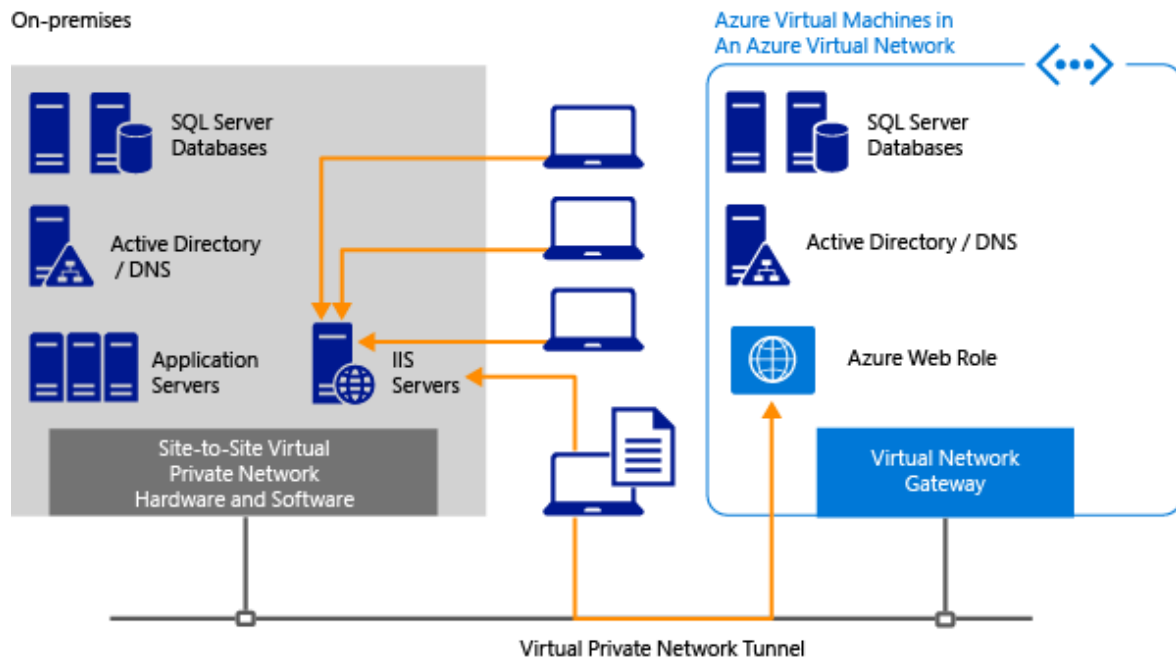 On-premises
Azure Virtual Machines in
An Azure Virtual Network
SQL Server
Databases
Active Directory
/ DNS
Application
Servers
IIS
Servers
Site-to-Site Virtual
Private Network
Hardware and Software
SQL Server
Databases
Active Directory / DNS
Azure Web Role
Virtual Network
Gateway
Virtual Private Network Tunnel